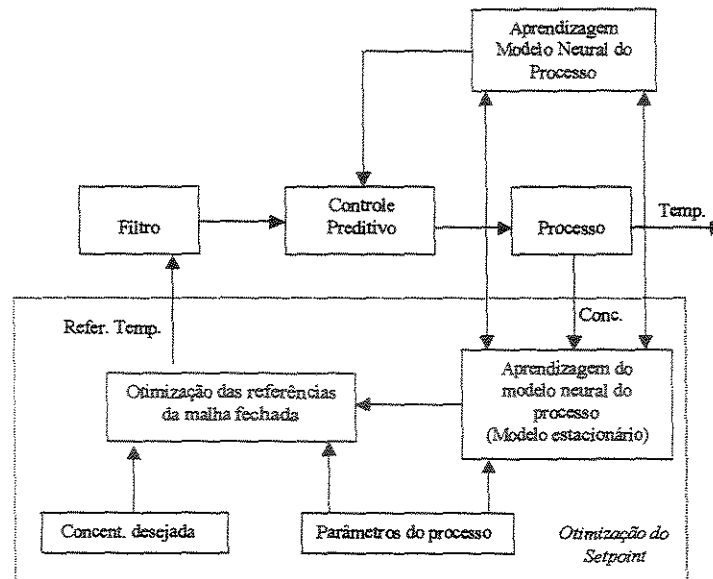 Aprendizagem
Modelo Neural do
Processo
Filtro
Controle
Preditivo
Processo
Temp.
Refer. Temp.
Conc.
Otimização das referências
da malha fechada
Aprendizagem do
modelo neural do
processo
(Modelo estacionário)
Concent. desejada
Parâmetros do processo
Otimização do
Setpoint